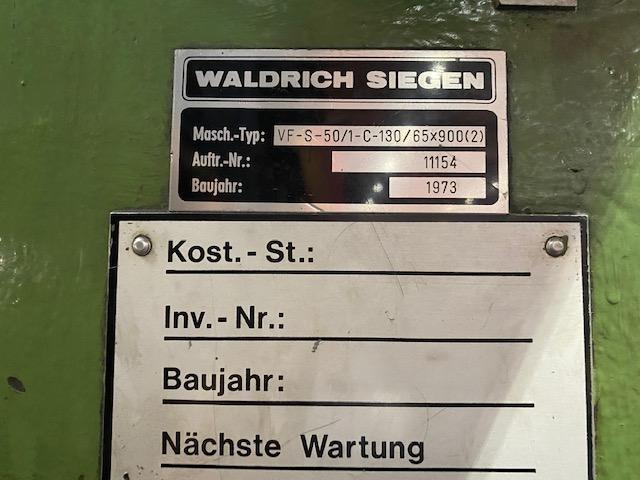 WALDRICH SIEGEN
Masch.-Typ: VF-S-50/1-C-130/65x900(2)
Auftr.-Nr.: 11154
Baujahr: 1973
Kost.- St.:
Inv.- Nr.:
Baujahr:
Nächste Wartung